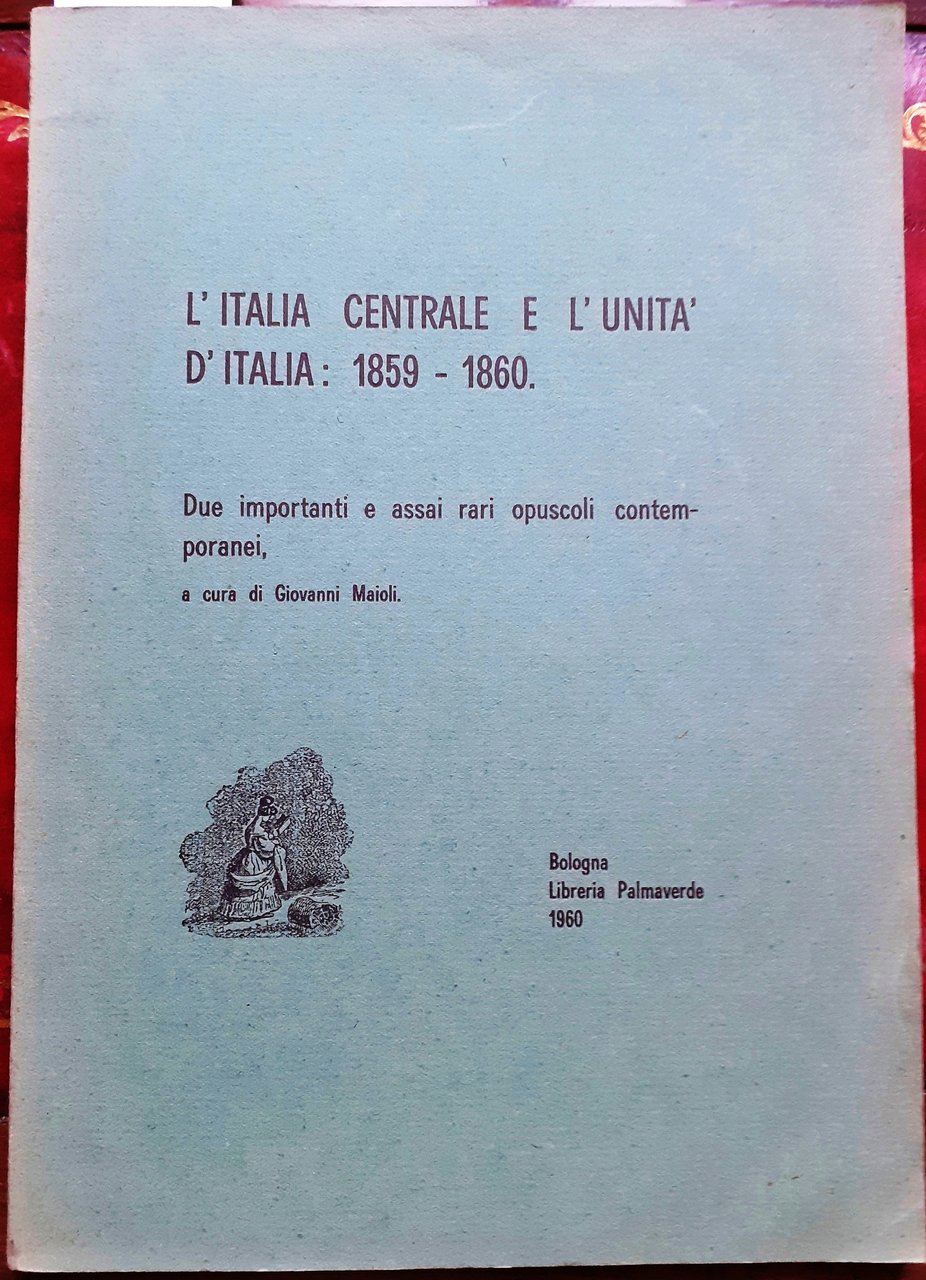 L' ITALIA CENTRALE E L' UNITA'
D' ITALIA : 1859 - 1860.
Due importanti e assai rari opuscoli contem-
poranei,
a cura di Giovanni Maioli.
Bologna
Libreria Palmaverde
1960